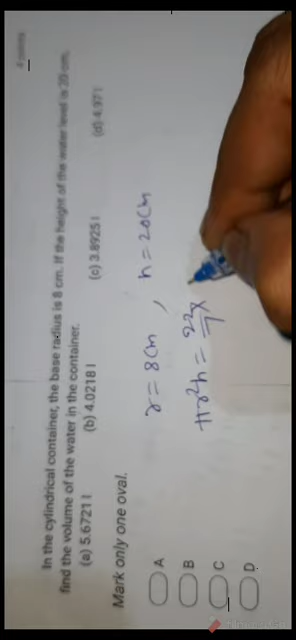 4 points
In the cylindrical container, the base radius is 8 cm. If the height of the water level is 20 cm,
find the volume of the water in the container.
(a) 5.6721 l (b) 4.0218 l (c) 3.8925 l (d) 4.971
Mark only one oval.
A
B
C
D
r = 8cm , h = 20cm
πr²h = 22/7 x